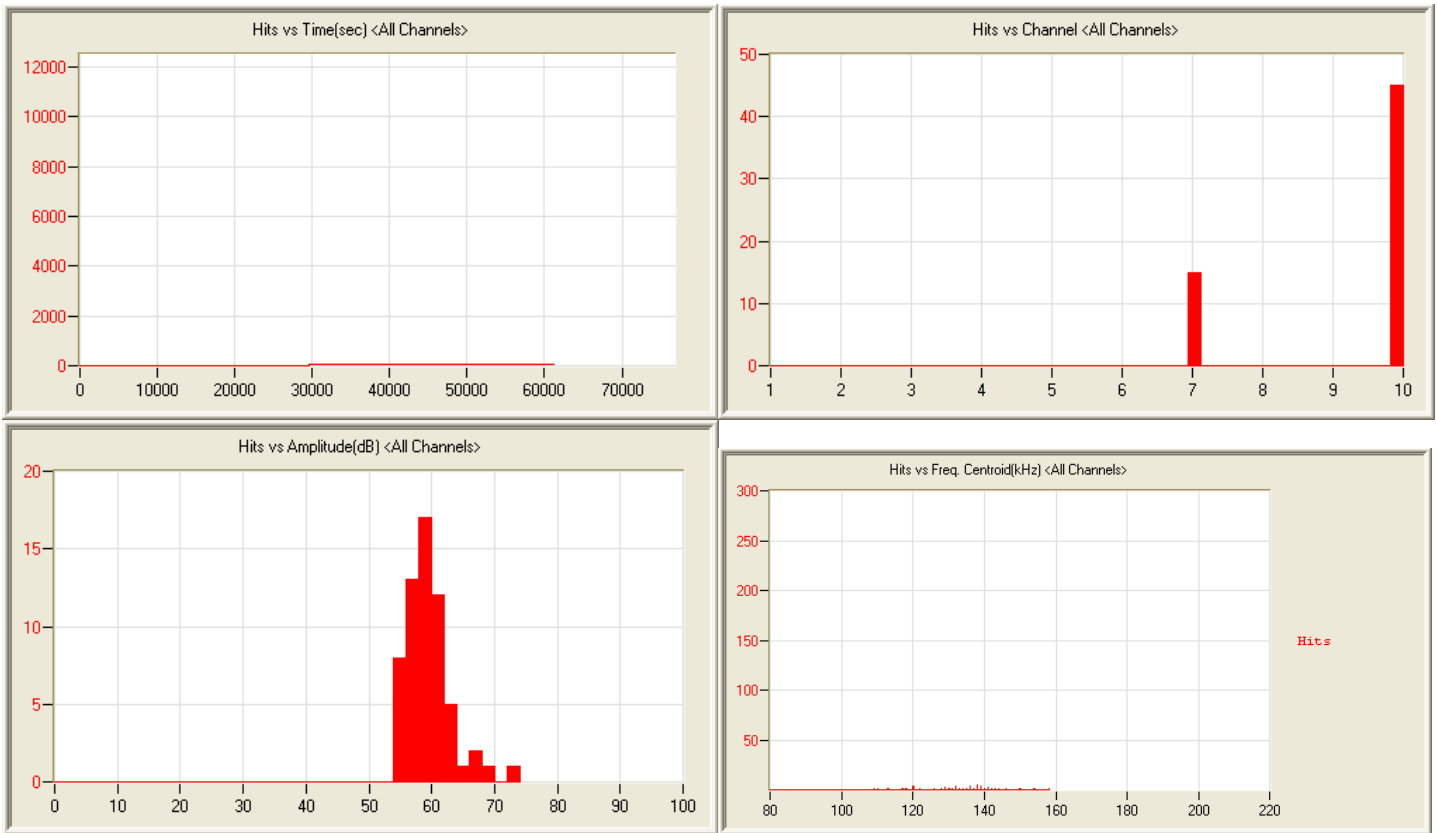 Hits vs Time(sec) <All Channels>
12000
10000
8000
6000
4000
2000
0
0 10000 20000 30000 40000 50000 60000 70000
Hits vs Channel <All Channels>
50
40
30
20
10
0
1 2 3 4 5 6 7 8 9 10
Hits vs Amplitude(dB) <All Channels>
20
15
10
5
0
0 10 20 30 40 50 60 70 80 90 100
Hits vs Freq. Centroid(kHz) <All Channels>
300
250
200
150
100
50
80 100 120 140 160 180 200 220
Hits